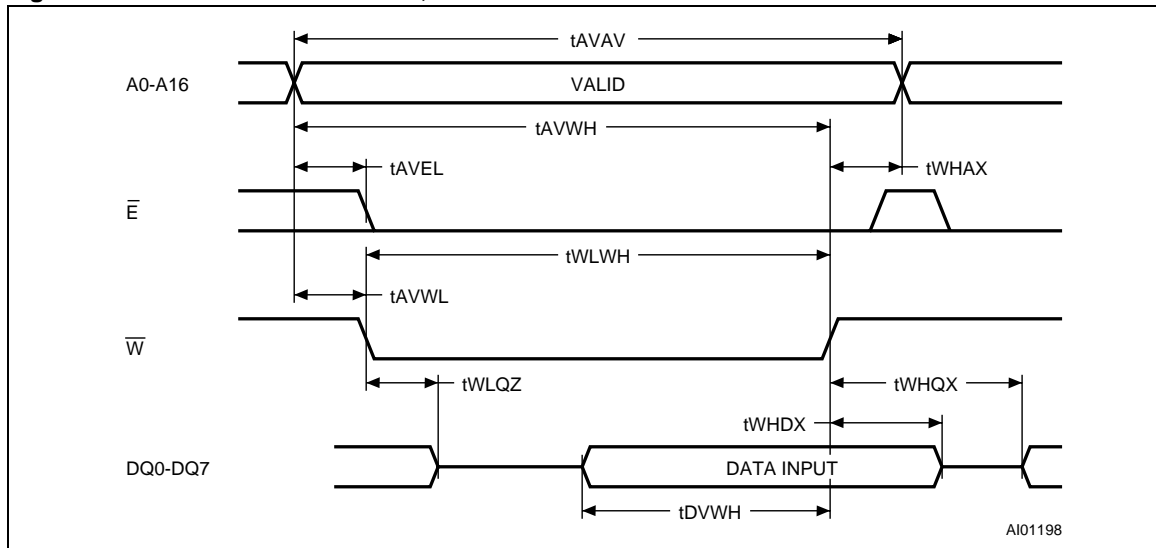 tAVAV
A0-A16
VALID
tAVWH
tAVEL
tWHAX
E̅
tWLWH
tAVWL
W̅
tWLQZ
tWHQX
tWHDX
DQ0-DQ7
DATA INPUT
tDVWH
AI01198